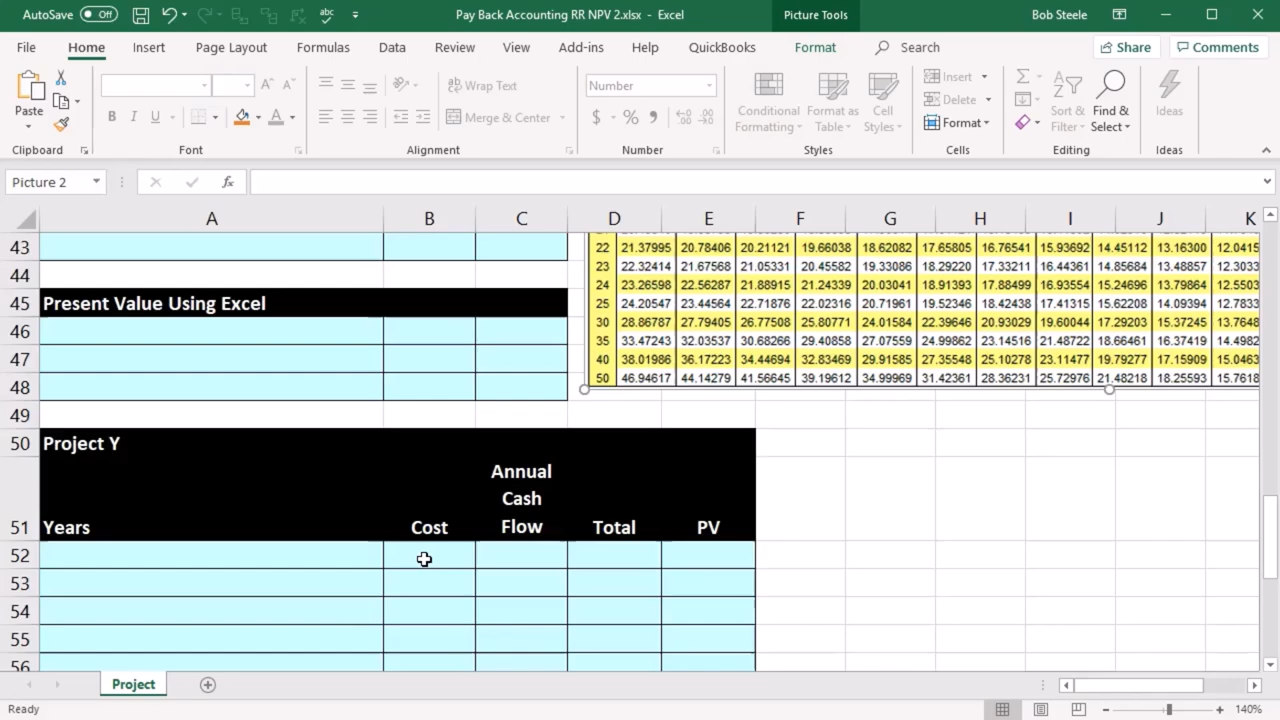 AutoSave Off Pay Back Accounting RR NPV 2.xlsx - Excel Picture Tools Bob Steele
File Home Insert Page Layout Formulas Data Review View Add-ins Help QuickBooks Format Search Share Comments
Paste Wrap Text Number Conditional Formatting Format as Table Cell Styles Insert Sort & Filter Find & Select Ideas
B I U Merge & Center $ % Delete
Format
Clipboard Font Alignment Number Styles Cells Editing Ideas
Picture 2 fx
A B C D E F G H I J K
43 22 21.37995 20.78406 20.21121 19.66038 18.62082 17.65805 16.76541 15.93692 14.45112 13.16300 12.0415
44 23 22.32414 21.67568 21.05331 20.45582 19.33086 18.29220 17.33211 16.44361 14.85684 13.48857 12.3033
24 23.26598 22.56287 21.88915 21.24339 20.03041 18.91393 17.88499 16.93554 15.24696 13.79864 12.5503
45 Present Value Using Excel 25 24.20547 23.44564 22.71876 22.02316 20.71961 19.52346 18.42438 17.41315 15.62208 14.09394 12.7833
46 30 28.86787 27.79405 26.77508 25.80771 24.01584 22.39646 20.93029 19.60044 17.29203 15.37245 13.7648
47 35 33.47243 32.03537 30.68266 29.40858 27.07559 24.99862 23.14516 21.48722 18.66461 16.37419 14.4982
40 38.01986 36.17223 34.44694 32.83469 29.91585 27.35548 25.10278 23.11477 19.79277 17.15909 15.0463
48 50 46.94617 44.14279 41.56645 39.19612 34.99969 31.42361 28.36231 25.72976 21.48218 18.25593 15.7618
49
50 Project Y
51 Years Cost Annual Cash Flow Total PV
52
53
54
55
56
Project
Ready 140%